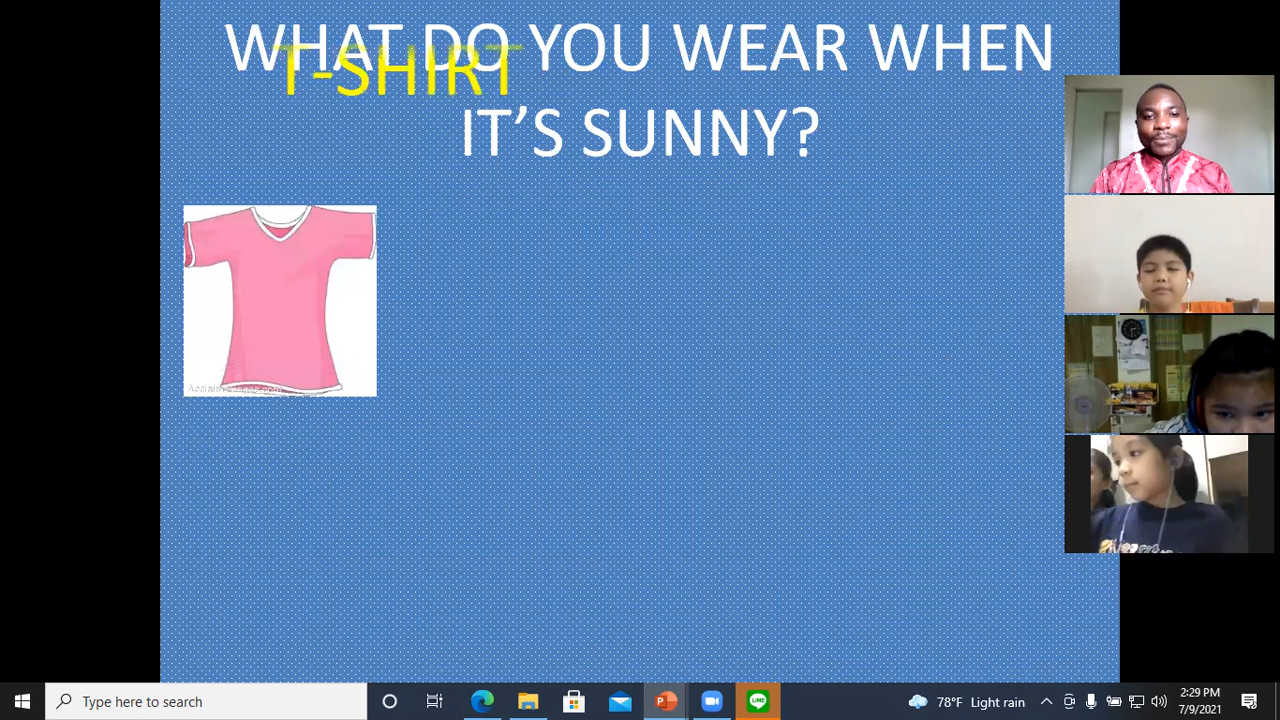 WHAT DO YOU WEAR WHEN
T-SHIRT
IT'S SUNNY?
Type here to search
78°F Light rain
2:29 PM
7/9/2021